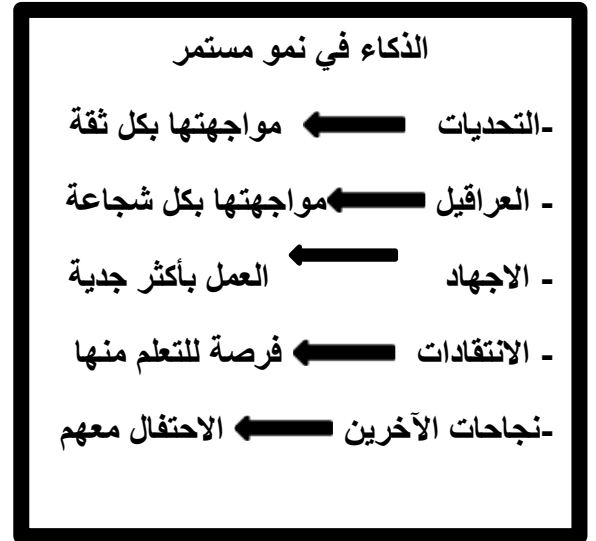 الذكاء في نمو مستمر
-التحديات مواجهتها بكل ثقة
- العراقيل مواجهتها بكل شجاعة
- الاجهاد العمل بأكثر جدية
- الانتقادات فرصة للتعلم منها
-نجاحات الآخرين الاحتفال معهم